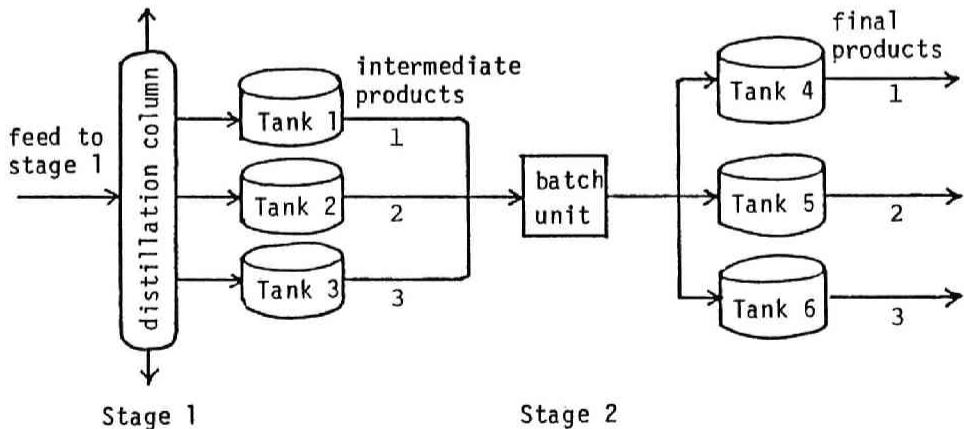 feed to
stage 1
distillation column
Tank 1
Tank 2
Tank 3
intermediate
products
1
2
3
batch
unit
Tank 4
Tank 5
Tank 6
final
products
1
2
3
Stage 1
Stage 2